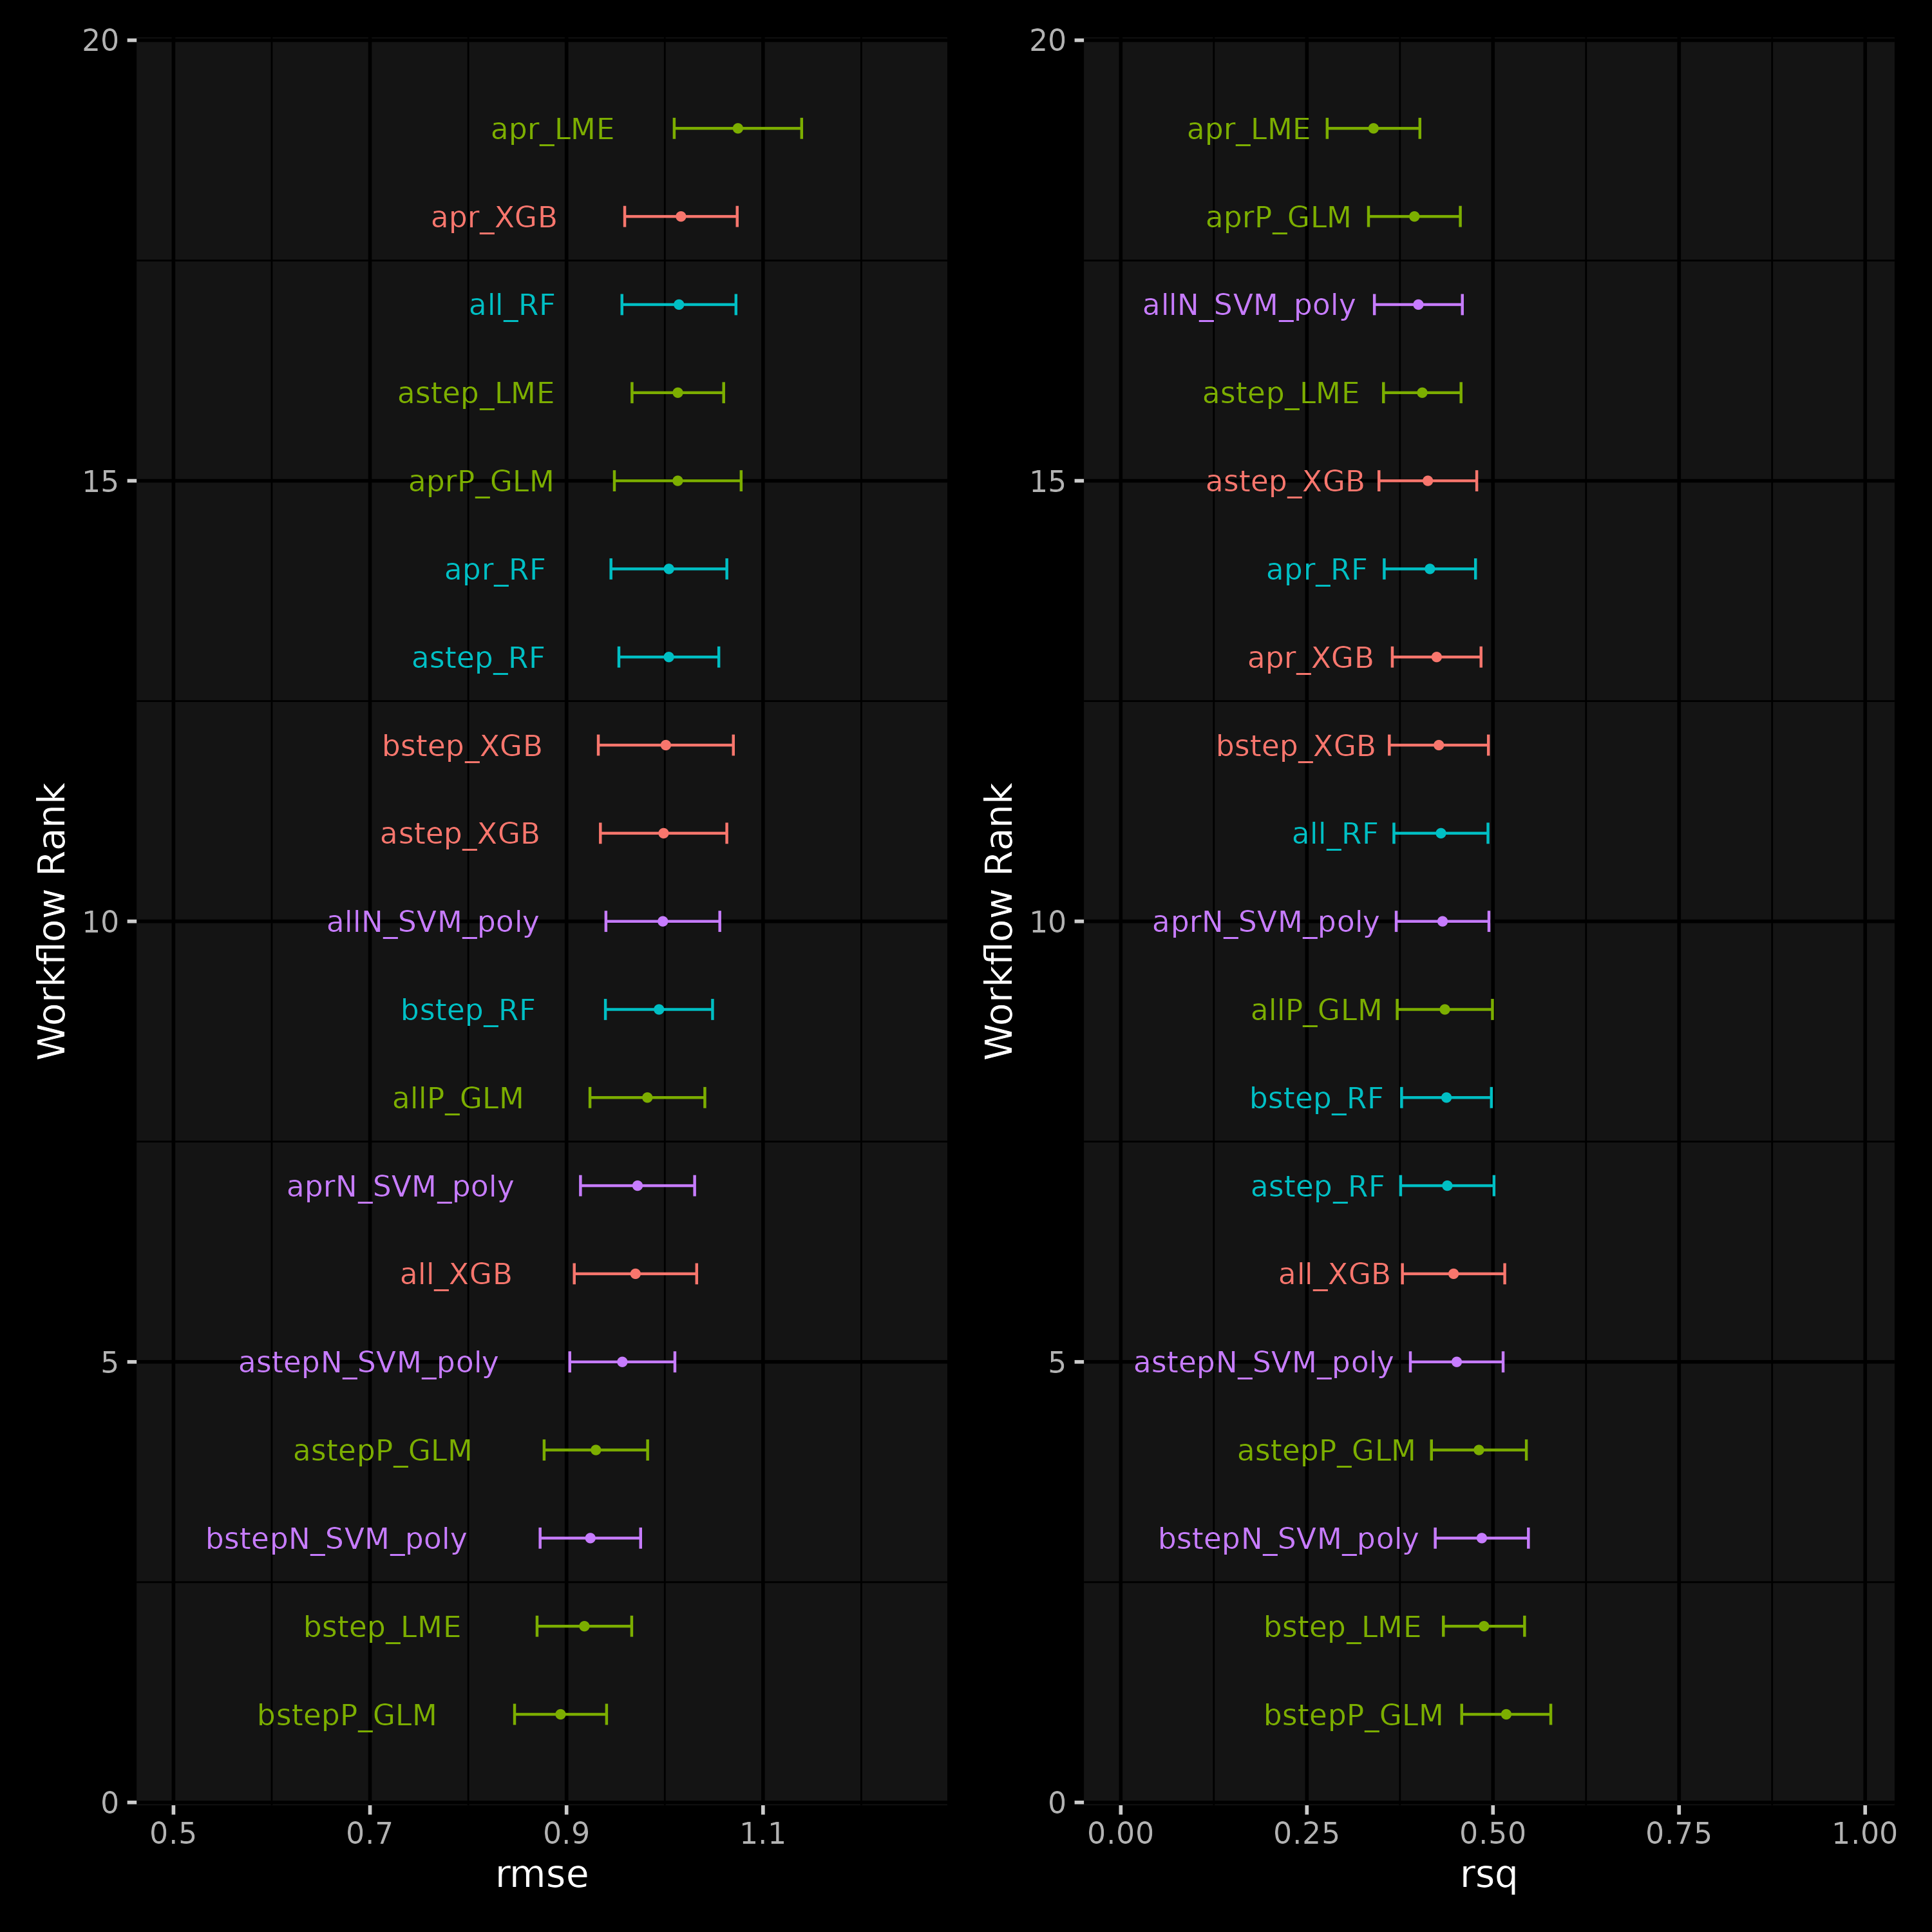 20
apr_LME
apr_XGB
all_RF
astep_LME
15
aprP_GLM
apr_RF
astep_RF
bstep_XGB
astep_XGB
10
allN_SVM_poly
bstep_RF
allP_GLM
aprN_SVM_poly
all_XGB
5
astepN_SVM_poly
astepP_GLM
bstepN_SVM_poly
bstep_LME
bstepP_GLM
0
0.5 0.7 0.9 1.1
rmse
Workflow Rank
20
apr_LME
aprP_GLM
allN_SVM_poly
astep_LME
15
astep_XGB
apr_RF
apr_XGB
bstep_XGB
all_RF
10
aprN_SVM_poly
allP_GLM
bstep_RF
astep_RF
all_XGB
5
astepN_SVM_poly
astepP_GLM
bstepN_SVM_poly
bstep_LME
bstepP_GLM
0
0.00 0.25 0.50 0.75 1.00
rsq
Workflow Rank